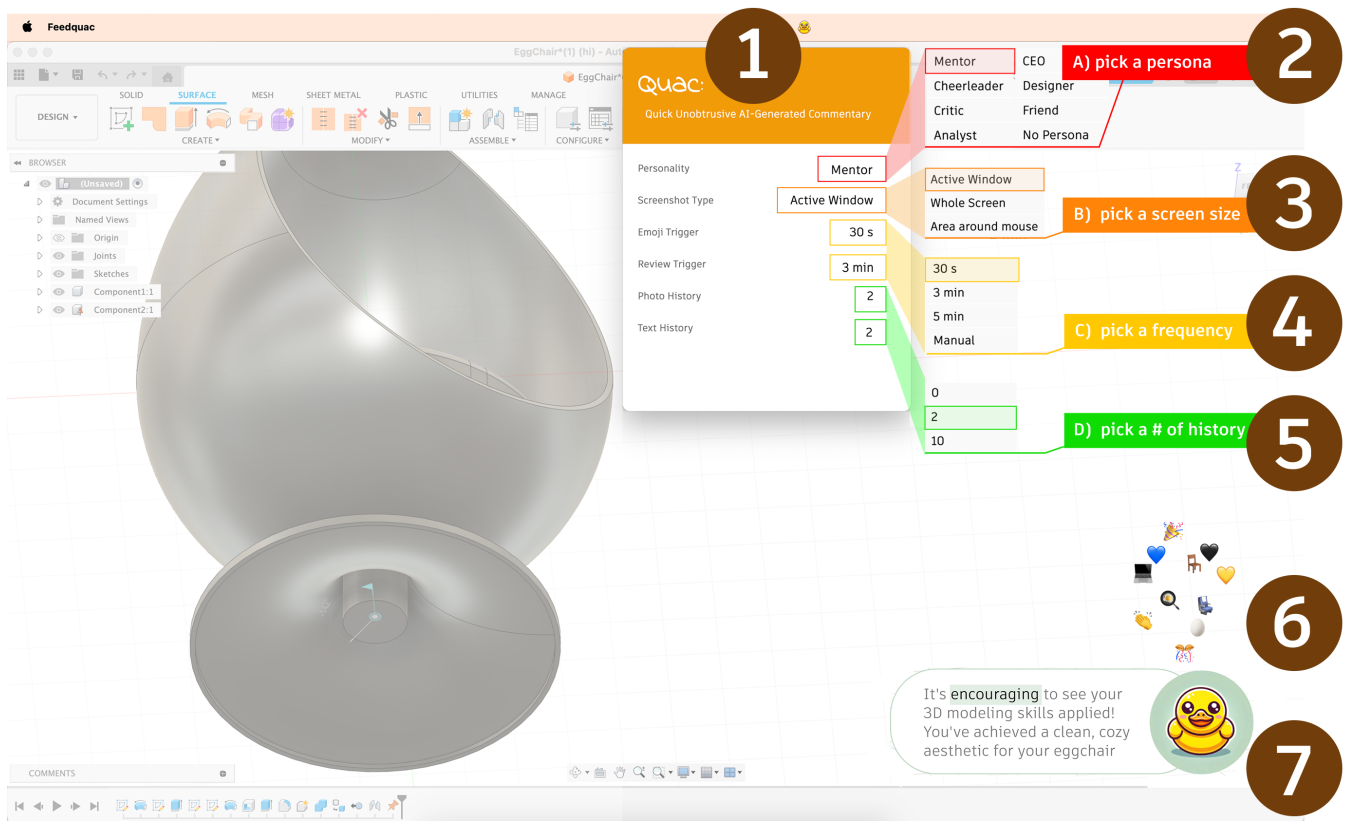 Feedquac
EggChair*(1) (hi) - Aut
EggChair*
DESIGN
SOLID
SURFACE
MESH
SHEET METAL
PLASTIC
UTILITIES
MANAGE
CREATE
MODIFY
ASSEMBLE
CONFIGURE
BROWSER
(Unsaved)
Document Settings
Named Views
Origin
Joints
Sketches
Component1:1
Component2:1
1
Quac:
Quick Unobtrusive AI-Generated Commentary
Personality
Mentor
Screenshot Type
Active Window
Emoji Trigger
30 s
Review Trigger
3 min
Photo History
2
Text History
2
Mentor
CEO
Cheerleader
Designer
Critic
Friend
Analyst
No Persona
A) pick a persona
2
Z
Active Window
Whole Screen
Area around mouse
B) pick a screen size
3
30 s
3 min
5 min
Manual
C) pick a frequency
4
0
2
10
D) pick a # of history
5
6
It's encouraging to see your
3D modeling skills applied!
You've achieved a clean, cozy
aesthetic for your eggchair
7
COMMENTS